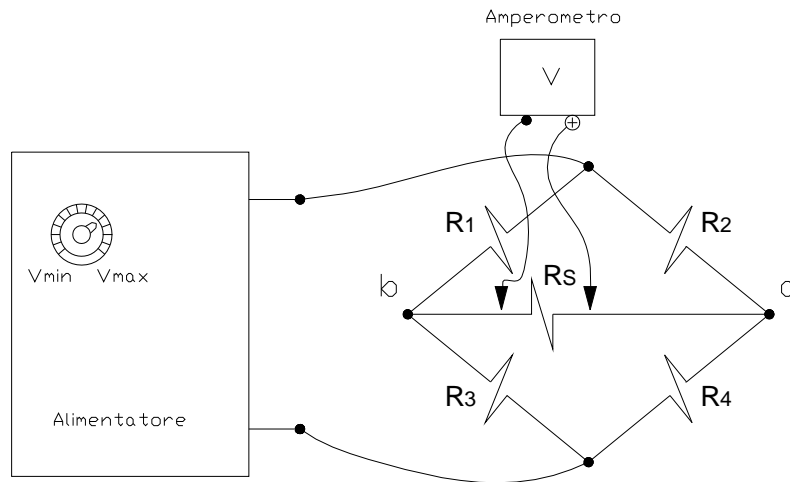 Amperometro
V
R1
R2
Vmin Vmax
b
Rs
a
R3
R4
Alimentatore